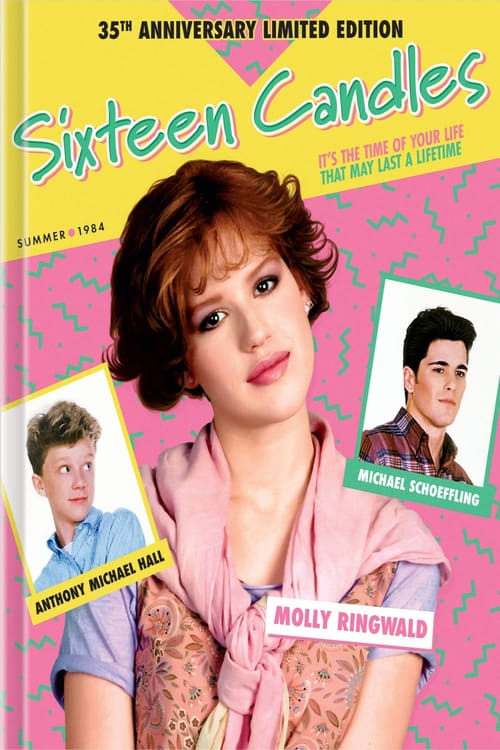 35TH ANNIVERSARY LIMITED EDITION
Sixteen Candles
IT'S THE TIME OF YOUR LIFE
THAT MAY LAST A LIFETIME
SUMMER•1984
MICHAEL SCHOEFFLING
ANTHONY MICHAEL HALL
MOLLY RINGWALD